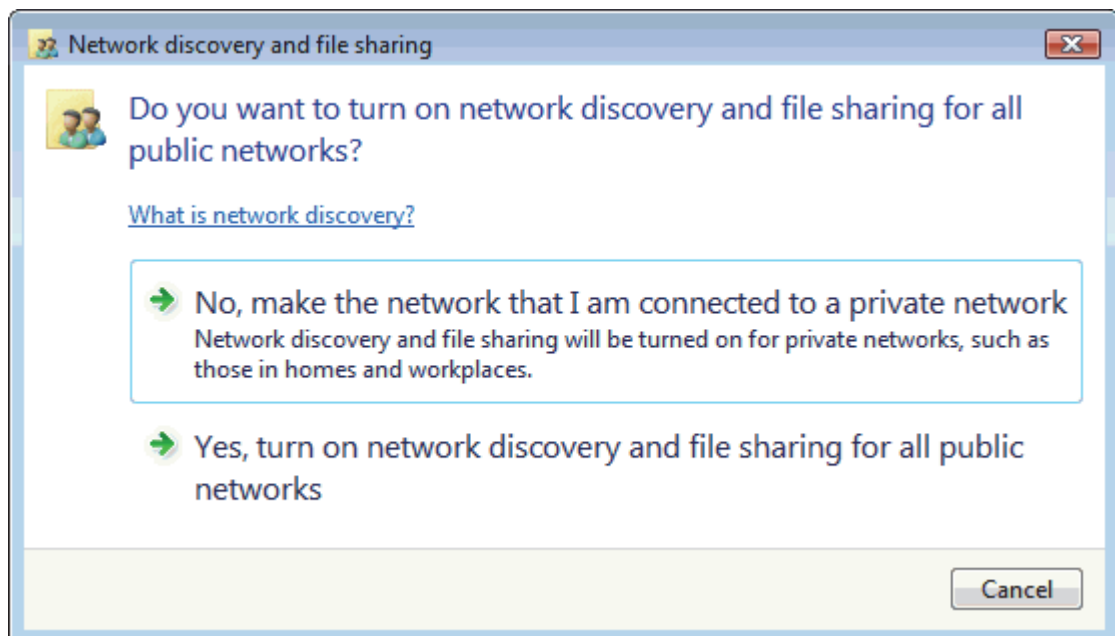 Network discovery and file sharing
Do you want to turn on network discovery and file sharing for all
public networks?
What is network discovery?
No, make the network that I am connected to a private network
Network discovery and file sharing will be turned on for private networks, such as
those in homes and workplaces.
Yes, turn on network discovery and file sharing for all public
networks
Cancel